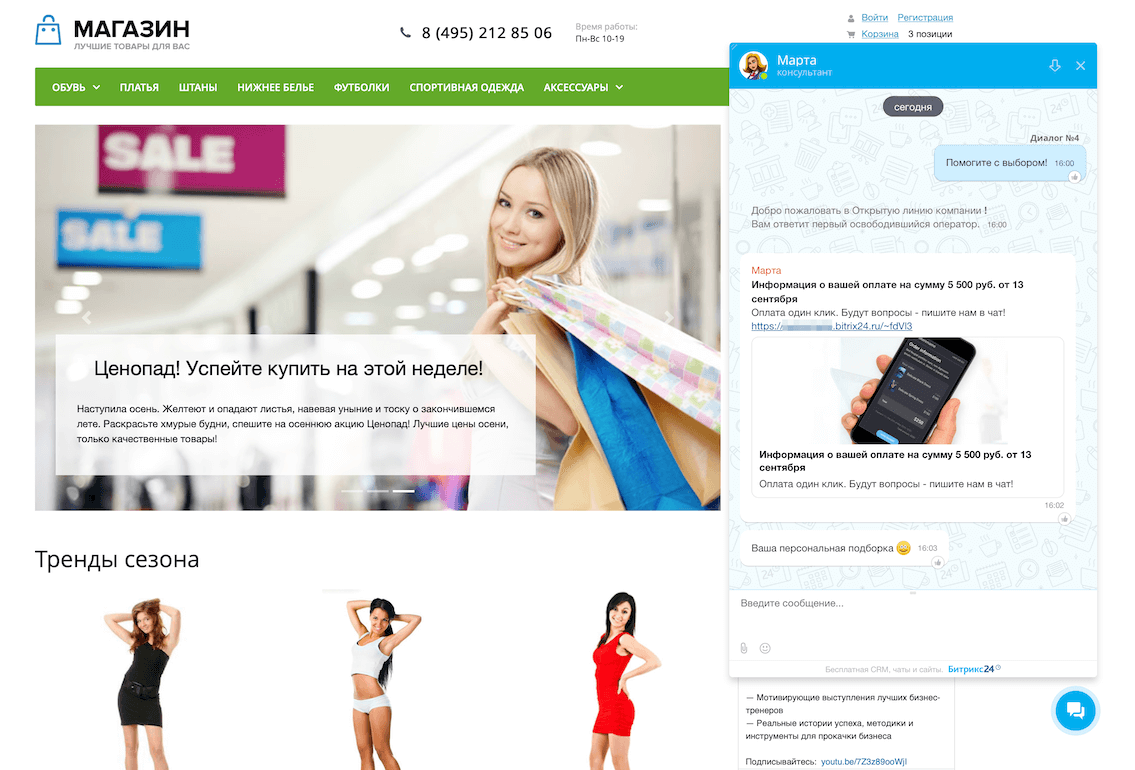 МАГАЗИН
ЛУЧШИЕ ТОВАРЫ ДЛЯ ВАС
8 (495) 212 85 06
Время работы:
Пн-Вс 10-19
Войти Регистрация
Корзина 3 позиции
ОБУВЬ ПЛАТЬЯ ШТАНЫ НИЖНЕЕ БЕЛЬЕ ФУТБОЛКИ СПОРТИВНАЯ ОДЕЖДА АКСЕССУАРЫ
SALE
SALE
Ценопад! Успейте купить на этой неделе!
Наступила осень. Желтеют и опадают листья, навевая уныние и тоску о закончившемся
лете. Раскрасьте хмурые будни, спешите на осеннюю акцию Ценопад! Лучшие цены осени,
только качественные товары!
Тренды сезона
Марта
консультант
сегодня
Диалог №4
Помогите с выбором! 16:00
Добро пожаловать в Открытую линию компании !
Вам ответит первый освободившийся оператор. 16:00
Марта
Информация о вашей оплате на сумму 5 500 руб. от 13
сентября
Оплата один клик. Будут вопросы - пишите нам в чат!
https:// .bitrix24.ru/~fdVl3
Order Information
Информация о вашей оплате на сумму 5 500 руб. от 13
сентября
Оплата один клик. Будут вопросы - пишите нам в чат!
16:02
Ваша персональная подборка 16:03
Введите сообщение...
Бесплатная CRM, чаты и сайты. Битрикс24
— Мотивирующие выступления лучших бизнес-
тренеров
— Реальные истории успеха, методики и
инструменты для прокачки бизнеса
Подписывайтесь: youtu.be/7Z3z89ooWjI